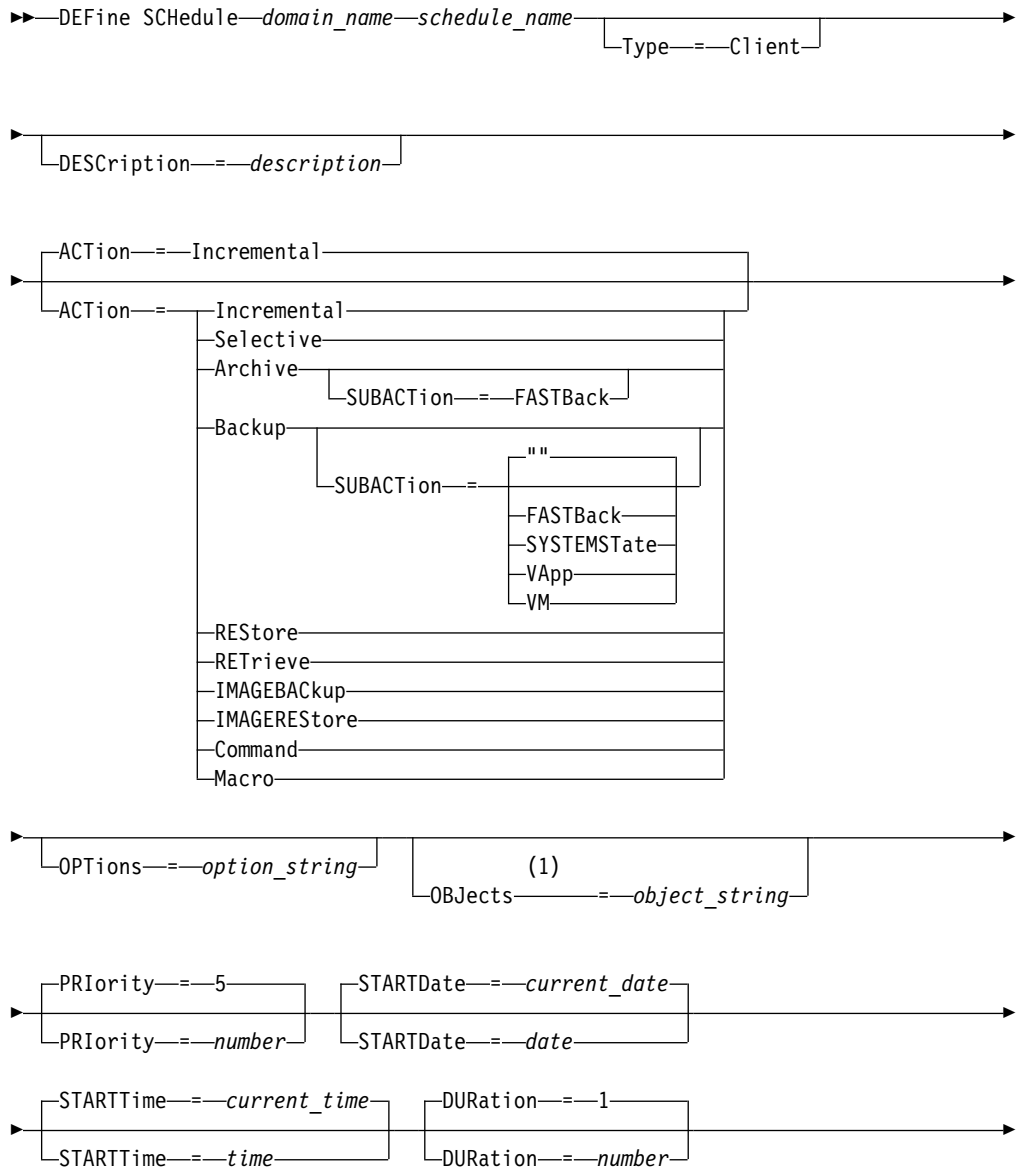 DEFine SCHedule domain_name schedule_name
Type = Client
DESCription = description
ACTion = Incremental
ACTion = Incremental
Selective
Archive
SUBACTion = FASTBack
Backup
""
SUBACTion =
FASTBack
SYSTEMSTate
VApp
VM
REStore
RETrieve
IMAGEBACkup
IMAGEREStore
Command
Macro
OPTions = option_string
(1)
OBJects = object_string
PRIority = 5 STARTDate = current_date
PRIority = number STARTDate = date
STARTTime = current_time DURation = 1
STARTTime = time DURation = number